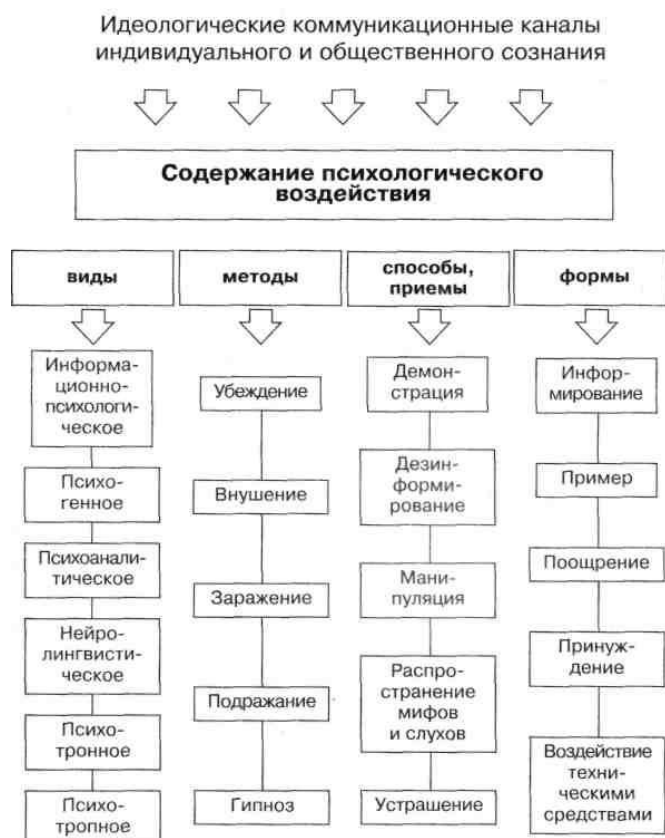 Идеологические коммуникационные каналы
индивидуального и общественного сознания
Содержание психологического
воздействия
виды
Информа-
ционно-
психологи-
ческое
Психо-
генное
Психоанали-
тическое
Нейро-
лингвисти-
ческое
Психо-
тронное
Психо-
тропное
методы
Убеждение
Внушение
Заражение
Подражание
Гипноз
способы,
приемы
Демон-
страция
Дезин-
формиро-
вание
Мани-
пуляция
Распро-
странение
мифов
и слухов
Устрашение
формы
Инфор-
мирование
Пример
Поощрение
Принуж-
дение
Воздействие
техни-
ческими
средствами